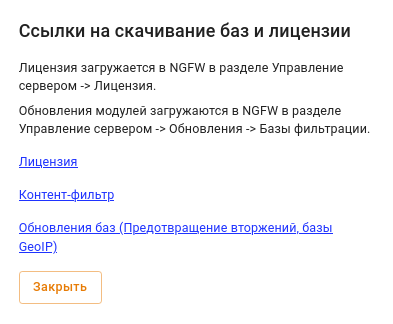 Ссылки на скачивание баз и лицензии
Лицензия загружается в NGFW в разделе Управление
сервером -> Лицензия.
Обновления модулей загружаются в NGFW в разделе
Управление сервером -> Обновления -> Базы фильтрации.
Лицензия
Контент-фильтр
Обновления баз (Предотвращение вторжений, базы
GeoIP)
Закрыть